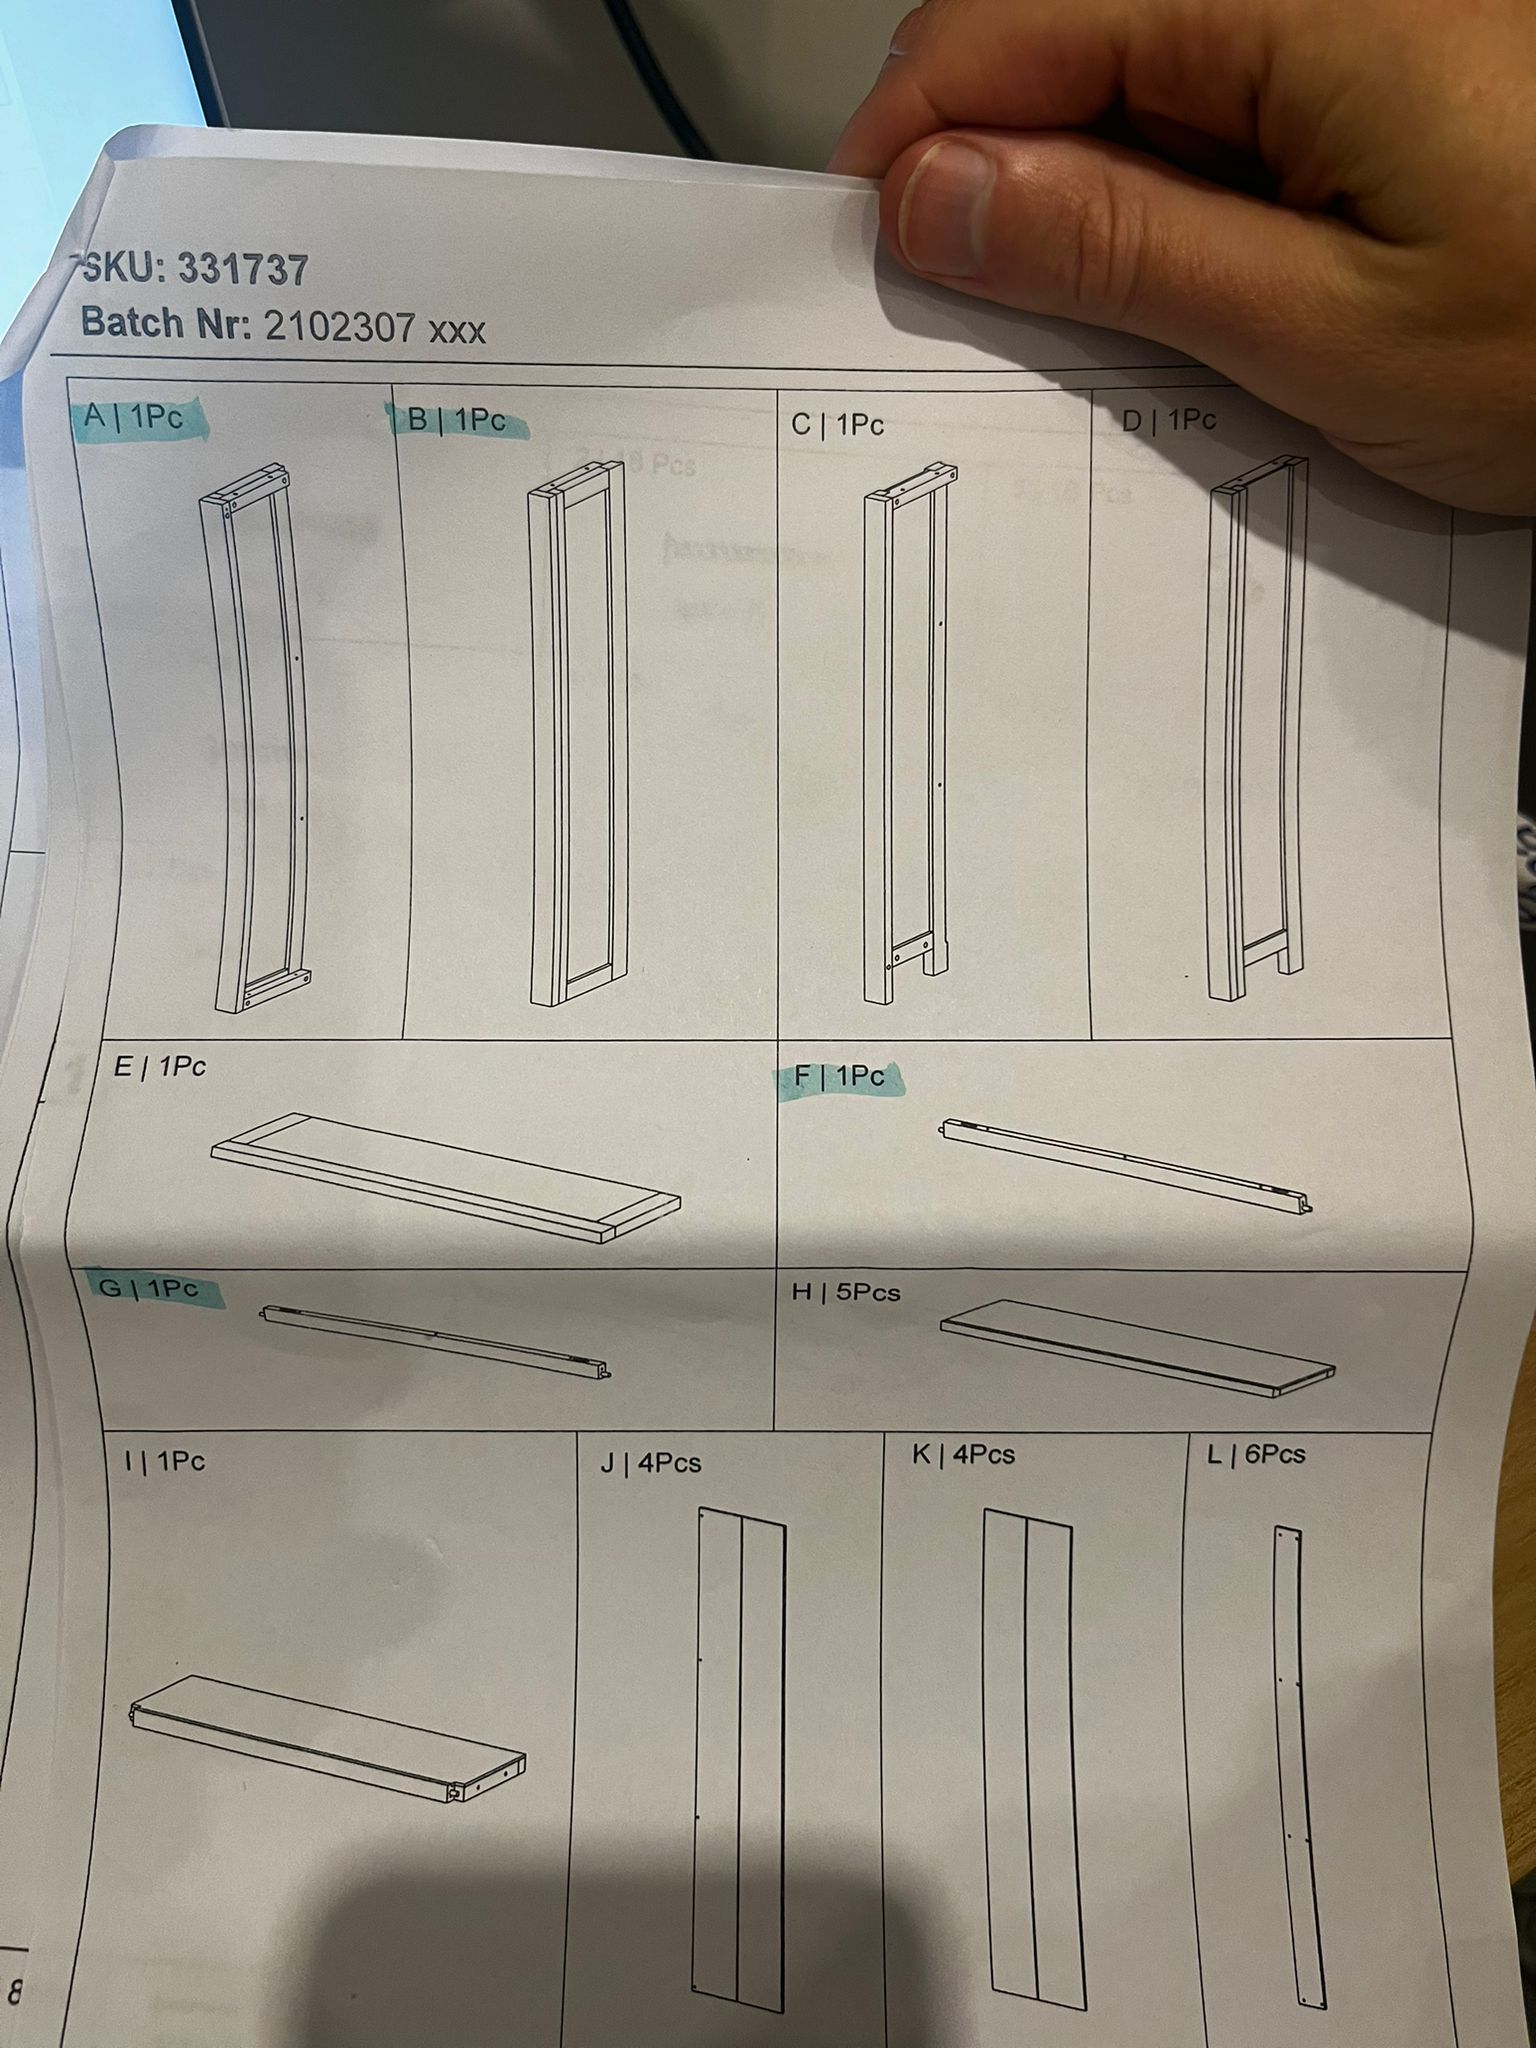 SKU: 331737
Batch Nr: 2102307 xxx
A | 1Pc
B | 1Pc
C | 1Pc
D | 1Pc
E | 1Pc
F | 1Pc
G | 1Pc
H | 5Pcs
I | 1Pc
J | 4Pcs
K | 4Pcs
L | 6Pcs
8